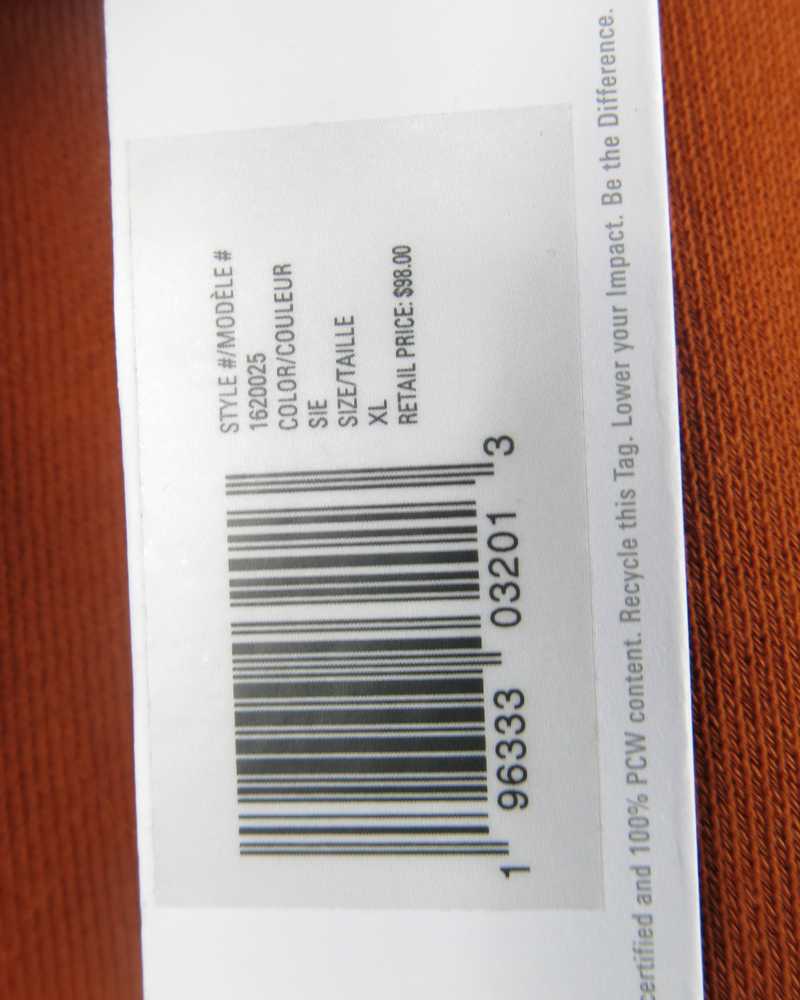 STYLE #/MODÈLE #
1620025
COLOR/COULEUR
SIE
SIZE/TAILLE
XL
RETAIL PRICE: $98.00
1 96333 03201 3
certified and 100% PCW content. Recycle this Tag. Lower your Impact. Be the Difference.